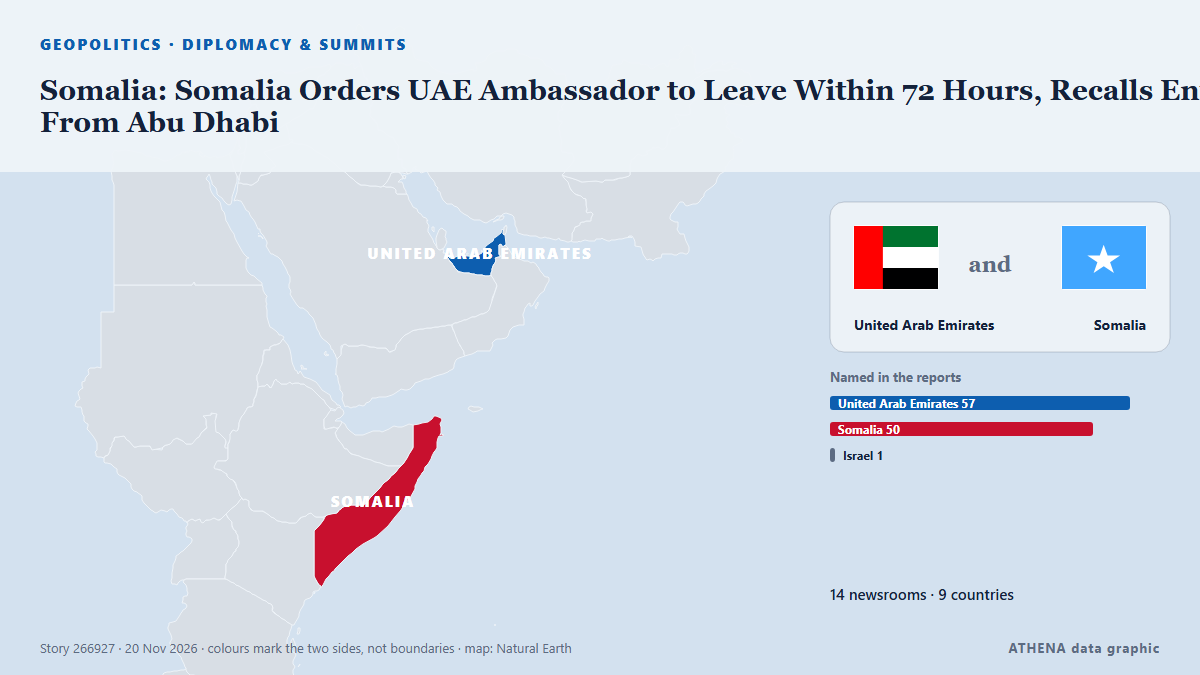 GEOPOLITICS · DIPLOMACY & SUMMITS
Somalia: Somalia Orders UAE Ambassador to Leave Within 72 Hours, Recalls
From Abu Dhabi
UNITED ARAB EMIRATES
SOMALIA
and
United Arab Emirates
Somalia
Named in the reports
United Arab Emirates 57
Somalia 50
Israel 1
14 newsrooms · 9 countries
Story 266927 · 20 Nov 2026 · colours mark the two sides, not boundaries · map: Natural Earth
ATHENA data graphic